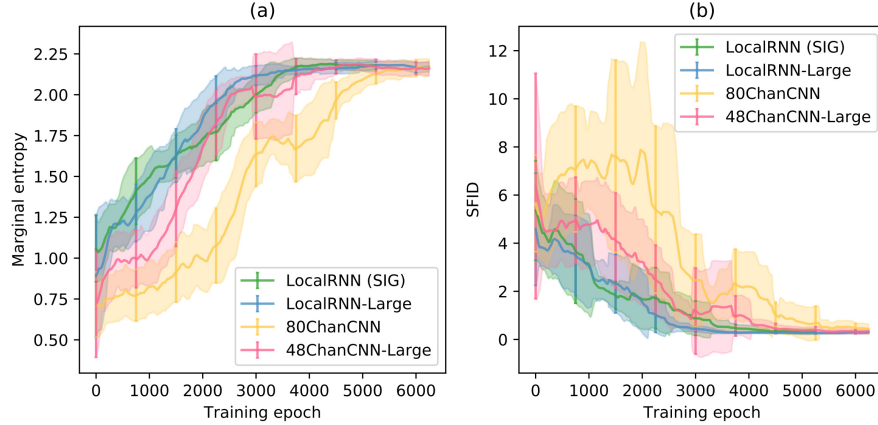 (a)
Marginal entropy
2.25
2.00
1.75
1.50
1.25
1.00
0.75
0.50
0 1000 2000 3000 4000 5000 6000
Training epoch
LocalRNN (SIG)
LocalRNN-Large
80ChanCNN
48ChanCNN-Large
(b)
SFID
12
10
8
6
4
2
0
0 1000 2000 3000 4000 5000 6000
Training epoch
LocalRNN (SIG)
LocalRNN-Large
80ChanCNN
48ChanCNN-Large